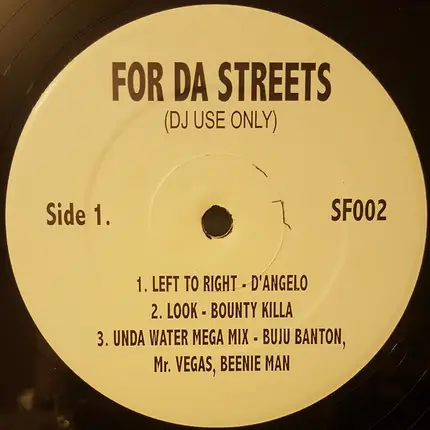 FOR DA STREETS
(DJ USE ONLY)
Side 1.
SF002
1. LEFT TO RIGHT - D'ANGELO
2. LOOK - BOUNTY KILLA
3. UNDA WATER MEGA MIX - BUJU BANTON,
Mr. VEGAS, BEENIE MAN